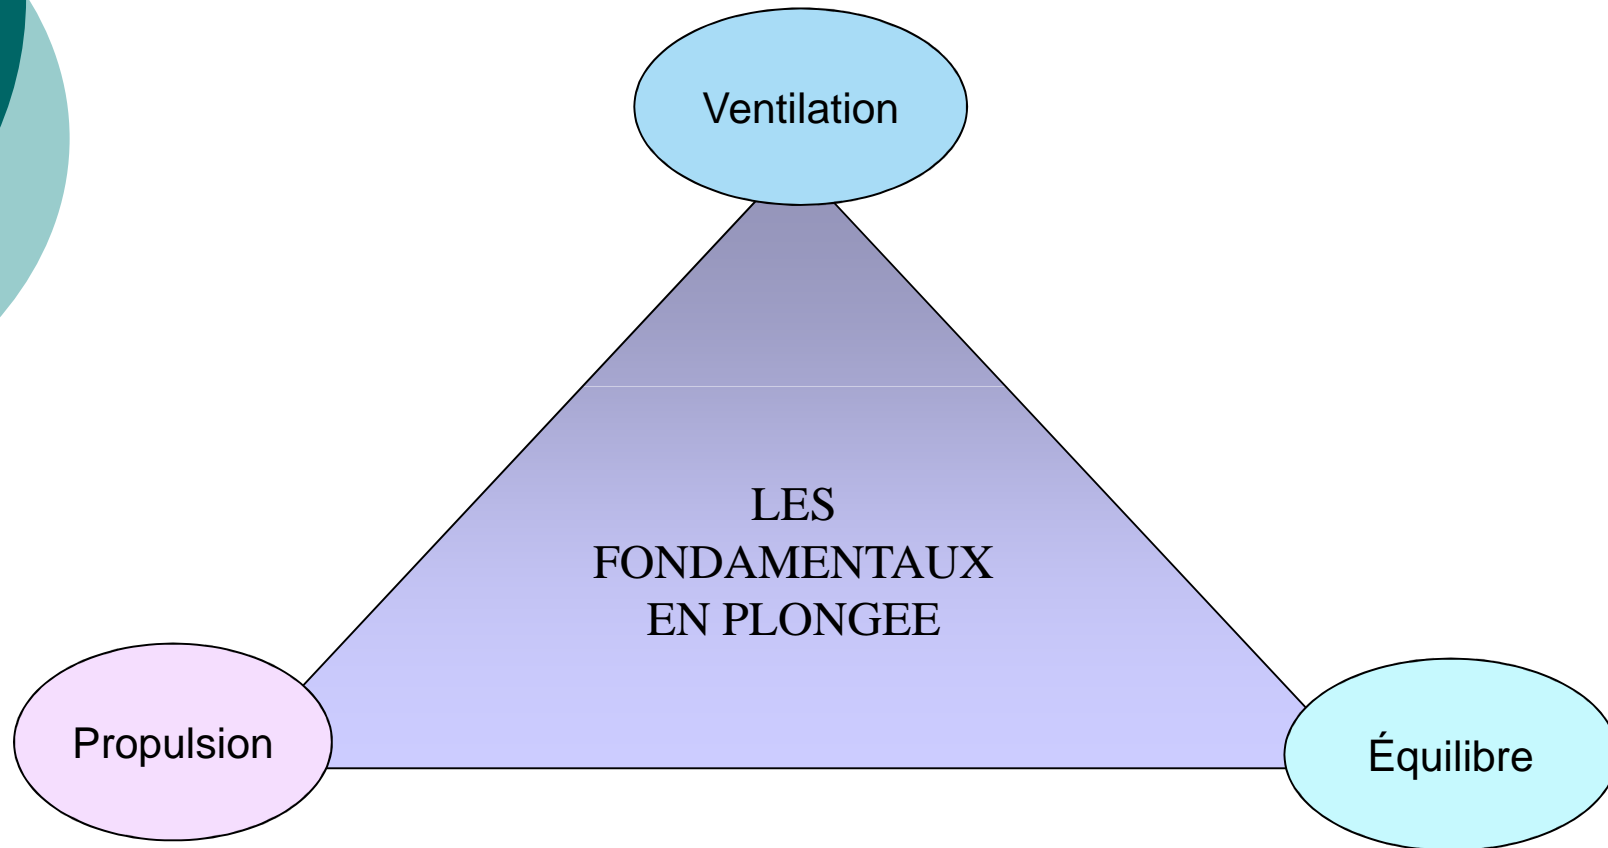 Ventilation
LES
FONDAMENTAUX
EN PLONGEE
Propulsion
Équilibre